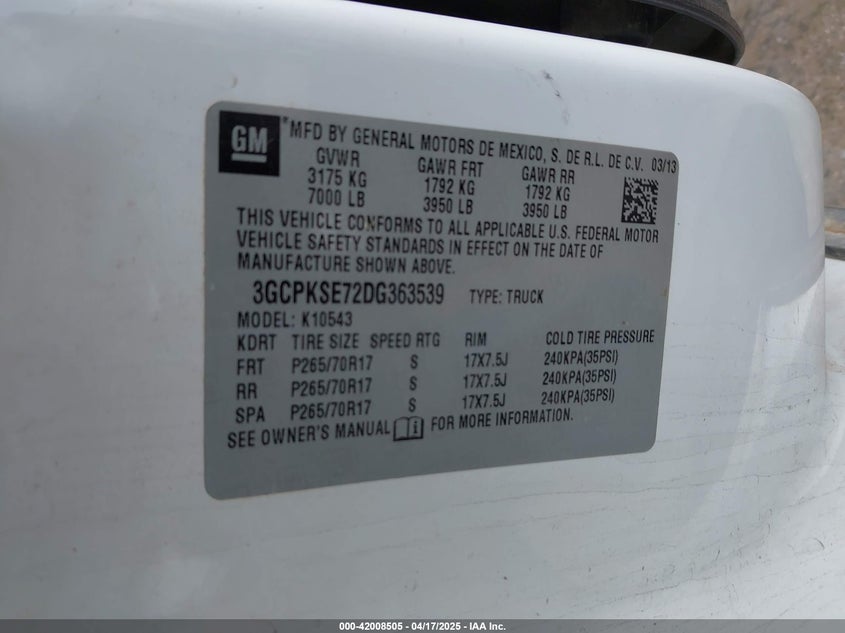 GM
*MFD BY GENERAL MOTORS DE MEXICO, S. DE R.L. DE C.V. 03/13
GVWR GAWR FRT GAWR RR
3175 KG 1792 KG 1792 KG
7000 LB 3950 LB 3950 LB
THIS VEHICLE CONFORMS TO ALL APPLICABLE U.S. FEDERAL MOTOR
VEHICLE SAFETY STANDARDS IN EFFECT ON THE DATE OF
MANUFACTURE SHOWN ABOVE.
3GCPKSE72DG363539 TYPE: TRUCK
MODEL: K10543
KDRT TIRE SIZE SPEED RTG RIM COLD TIRE PRESSURE
FRT P265/70R17 S 17X7.5J 240KPA(35PSI)
RR P265/70R17 S 17X7.5J 240KPA(35PSI)
SPA P265/70R17 S 17X7.5J 240KPA(35PSI)
SEE OWNER'S MANUAL FOR MORE INFORMATION.
000-42008505 - 04/17/2025 - IAA Inc.